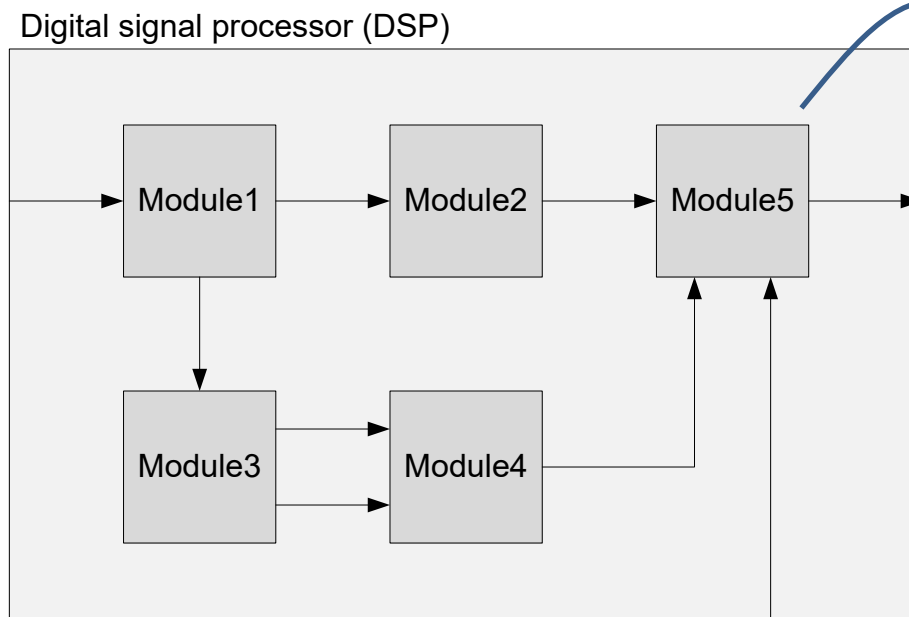 Digital signal processor (DSP)
Module1
Module2
Module5
Module3
Module4